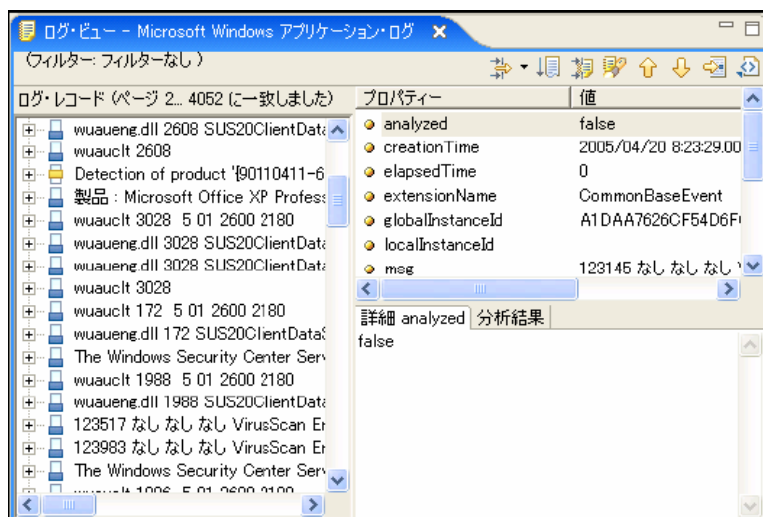 ログ・ビュー - Microsoft Windows アプリケーション・ログ
(フィルター: フィルターなし )
ログ・レコード (ページ 2... 4052 (に一致しました)
wuaueng.dll 2608 SUS20ClientData
wuauclt 2608
Detection of product '{90110411-6
製品 : Microsoft Office XP Profess
wuauclt 3028 5 01 2600 2180
wuaueng.dll 3028 SUS20ClientData
wuaueng.dll 3028 SUS20ClientData
wuauclt 3028
wuauclt 172 5 01 2600 2180
wuaueng.dll 172 SUS20ClientDataS
The Windows Security Center Serv
wuauclt 1988 5 01 2600 2180
wuaueng.dll 1988 SUS20ClientData
123517 なし なし なし VirusScan Er
123983 なし なし なし VirusScan Er
The Windows Security Center Serv
プロパティー 値
analyzed false
creationTime 2005/04/20 8:23:29.00
elapsedTime 0
extensionName CommonBaseEvent
globalInstanceId A1DAA7626CF54D6F
localInstanceId
msg 123145 なし なし なし
詳細 analyzed 分析結果
false